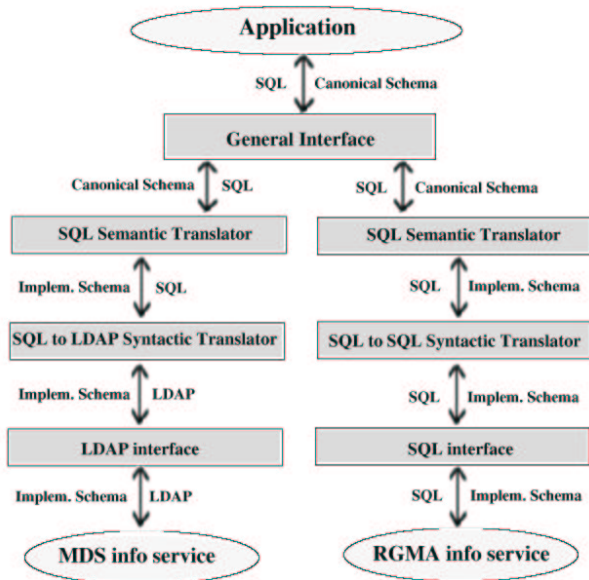 Application
SQL Canonical Schema
General Interface
Canonical Schema SQL SQL Canonical Schema
SQL Semantic Translator SQL Semantic Translator
Implem. Schema SQL SQL Implem. Schema
SQL to LDAP Syntactic Translator SQL to SQL Syntactic Translator
Implem. Schema LDAP SQL Implem. Schema
LDAP interface SQL interface
Implem. Schema LDAP SQL Implem. Schema
MDS info service RGMA info service